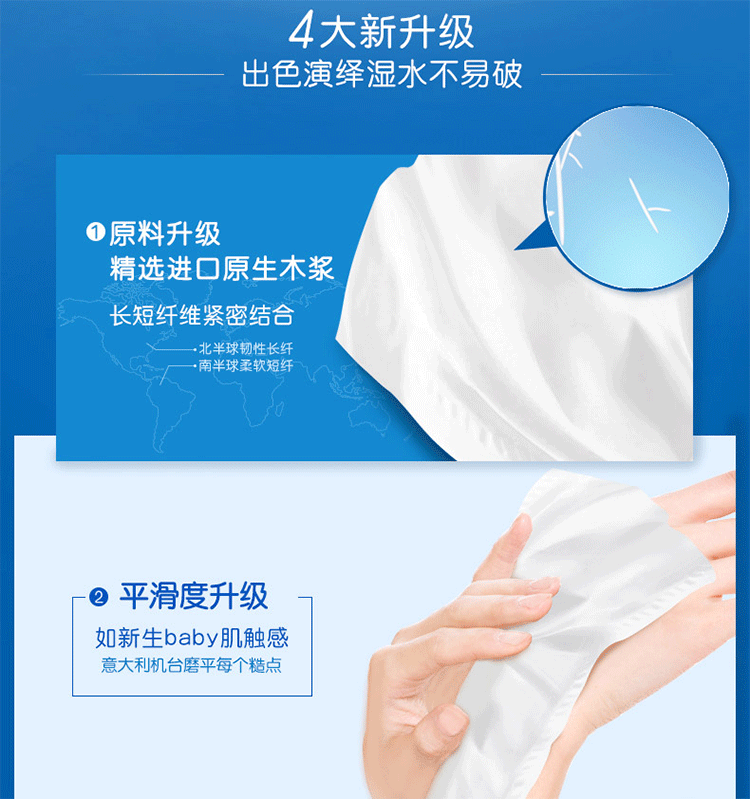 4大新升级
出色演绎湿水不易破
1 原料升级
精选进口原生木浆
长短纤维紧密结合
•北半球韧性长纤
•南半球柔软短纤
2 平滑度升级
如新生baby肌触感
意大利机台磨平每个糙点